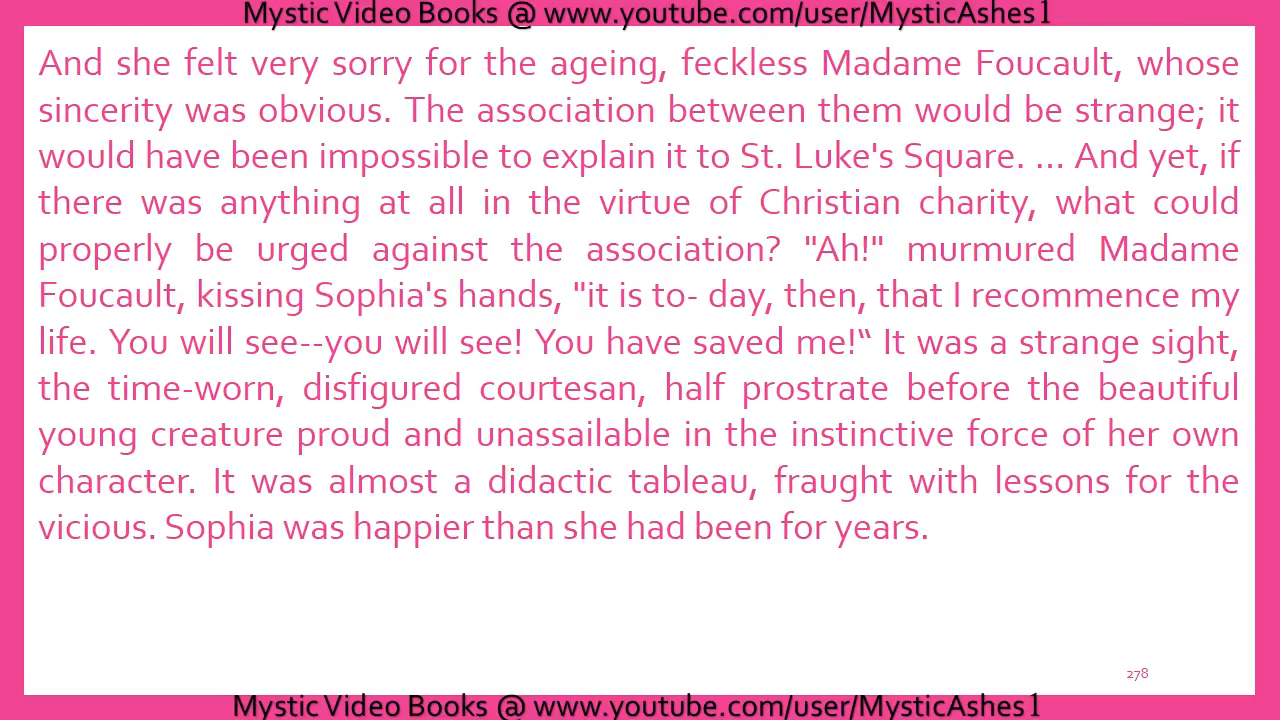 Mystic Video Books @ www.youtube.com/user/MysticAshes1
And she felt very sorry for the ageing, feckless Madame Foucault, whose
sincerity was obvious. The association between them would be strange; it
would have been impossible to explain it to St. Luke's Square. ... And yet, if
there was anything at all in the virtue of Christian charity, what could
properly be urged against the association? "Ah!" murmured Madame
Foucault, kissing Sophia's hands, "it is to- day, then, that I recommence my
life. You will see--you will see! You have saved me!“ It was a strange sight,
the time-worn, disfigured courtesan, half prostrate before the beautiful
young creature proud and unassailable in the instinctive force of her own
character. It was almost a didactic tableau, fraught with lessons for the
vicious. Sophia was happier than she had been for years.
278
Mystic Video Books @ www.youtube.com/user/MysticAshes1